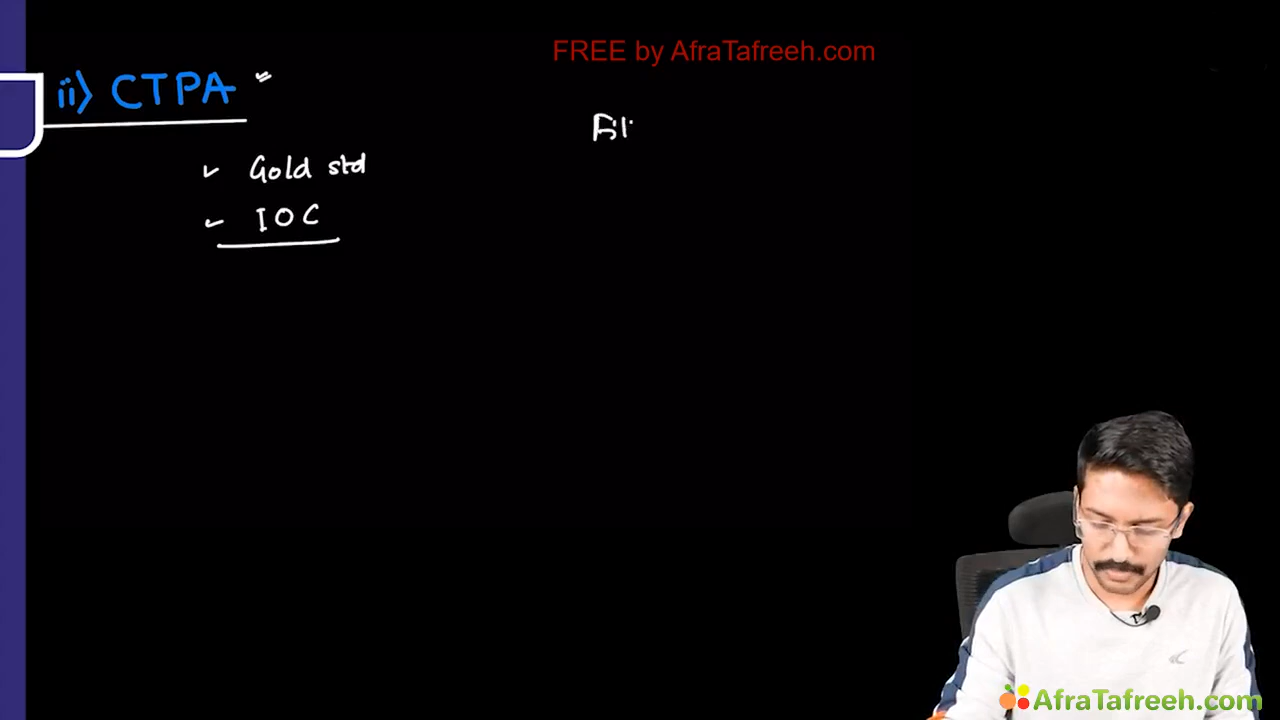 FREE by AfraTafreeh.com
ii) CTPA
Gold std
IOC
AfraTafreeh.com